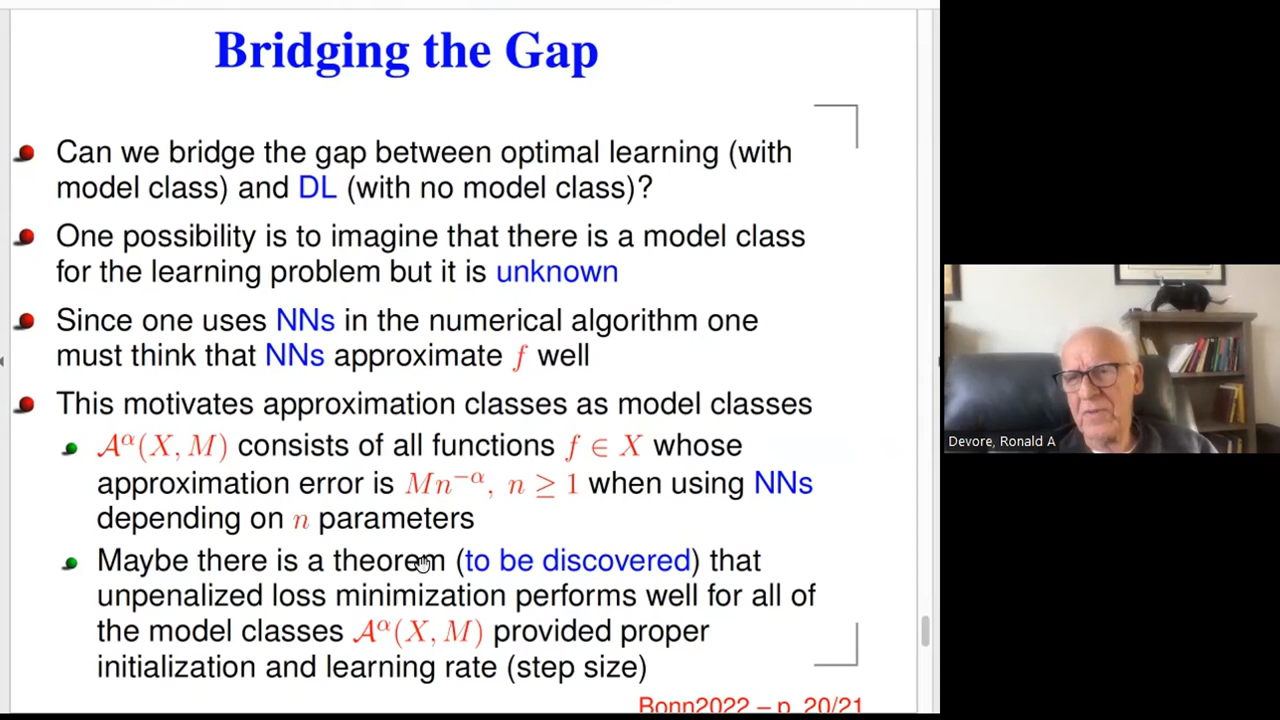 Bridging the Gap
Can we bridge the gap between optimal learning (with
model class) and DL (with no model class)?
One possibility is to imagine that there is a model class
for the learning problem but it is unknown
Since one uses NNs in the numerical algorithm one
must think that NNs approximate f well
This motivates approximation classes as model classes
𝒜^α(X, M) consists of all functions f ∈ X whose
approximation error is Mn^{−α}, n ≥ 1 when using NNs
depending on n parameters
Maybe there is a theorem (to be discovered) that
unpenalized loss minimization performs well for all of
the model classes 𝒜^α(X, M) provided proper
initialization and learning rate (step size)
Bonn2022 – p. 20/21
Devore, Ronald A